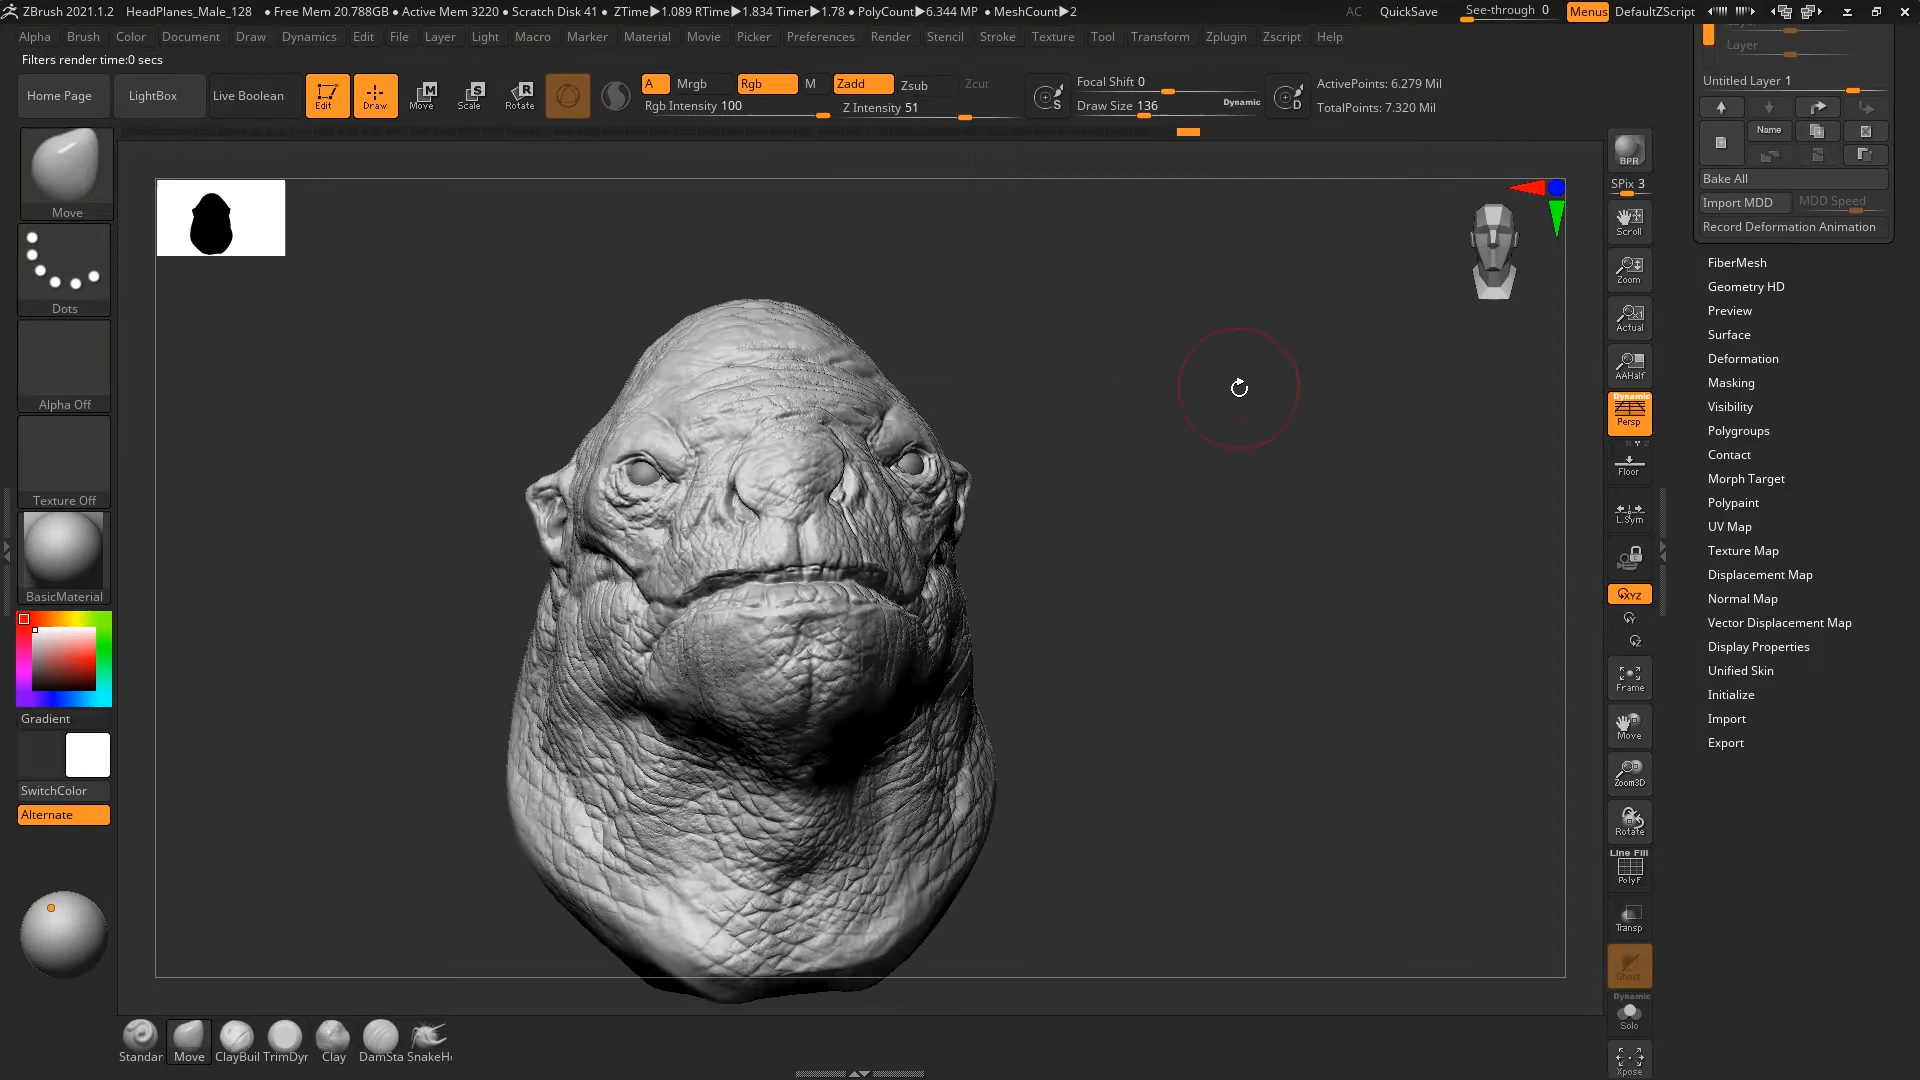 ZBrush 2021.1.2 HeadPlanes_Male_128 ● Free Mem 20.788GB ● Active Mem 3220 ● Scratch Disk 41 ● ZTime▶1.089 RTime▶1.834 Timer▶1.78 ● PolyCount▶6.344 MP ● MeshCount▶2 AC QuickSave See-through 0 Menus DefaultZScript
Alpha Brush Color Document Draw Dynamics Edit File Layer Light Macro Marker Material Movie Picker Preferences Render Stencil Stroke Texture Tool Transform Zplugin Zscript Help
Filters render time:0 secs
Home Page LightBox Live Boolean Edit Draw Move Scale Rotate
A Mrgb Rgb M Zadd Zsub Zcut
Rgb Intensity 100 Z Intensity 51
Focal Shift 0
Draw Size 136 Dynamic
ActivePoints: 6.279 Mil
TotalPoints: 7.320 Mil
Move
Dots
Alpha Off
Texture Off
BasicMaterial
Gradient
SwitchColor
Alternate
Standar Move ClayBuil TrimDyr Clay DamSta SnakeH
BPR
SPix 3
Scroll
Zoom
Actual
AAHalf
Dynamic
Persp
Floor
L.Sym
XYZ
Frame
Move
Zoom3D
Rotate
Line Fill
PolyF
Transp
Ghost
Dynamic
Solo
Xpose
Layer
Untitled Layer 1
Name
Bake All
Import MDD MDD Speed
Record Deformation Animation
FiberMesh
Geometry HD
Preview
Surface
Deformation
Masking
Visibility
Polygroups
Contact
Morph Target
Polypaint
UV Map
Texture Map
Displacement Map
Normal Map
Vector Displacement Map
Display Properties
Unified Skin
Initialize
Import
Export